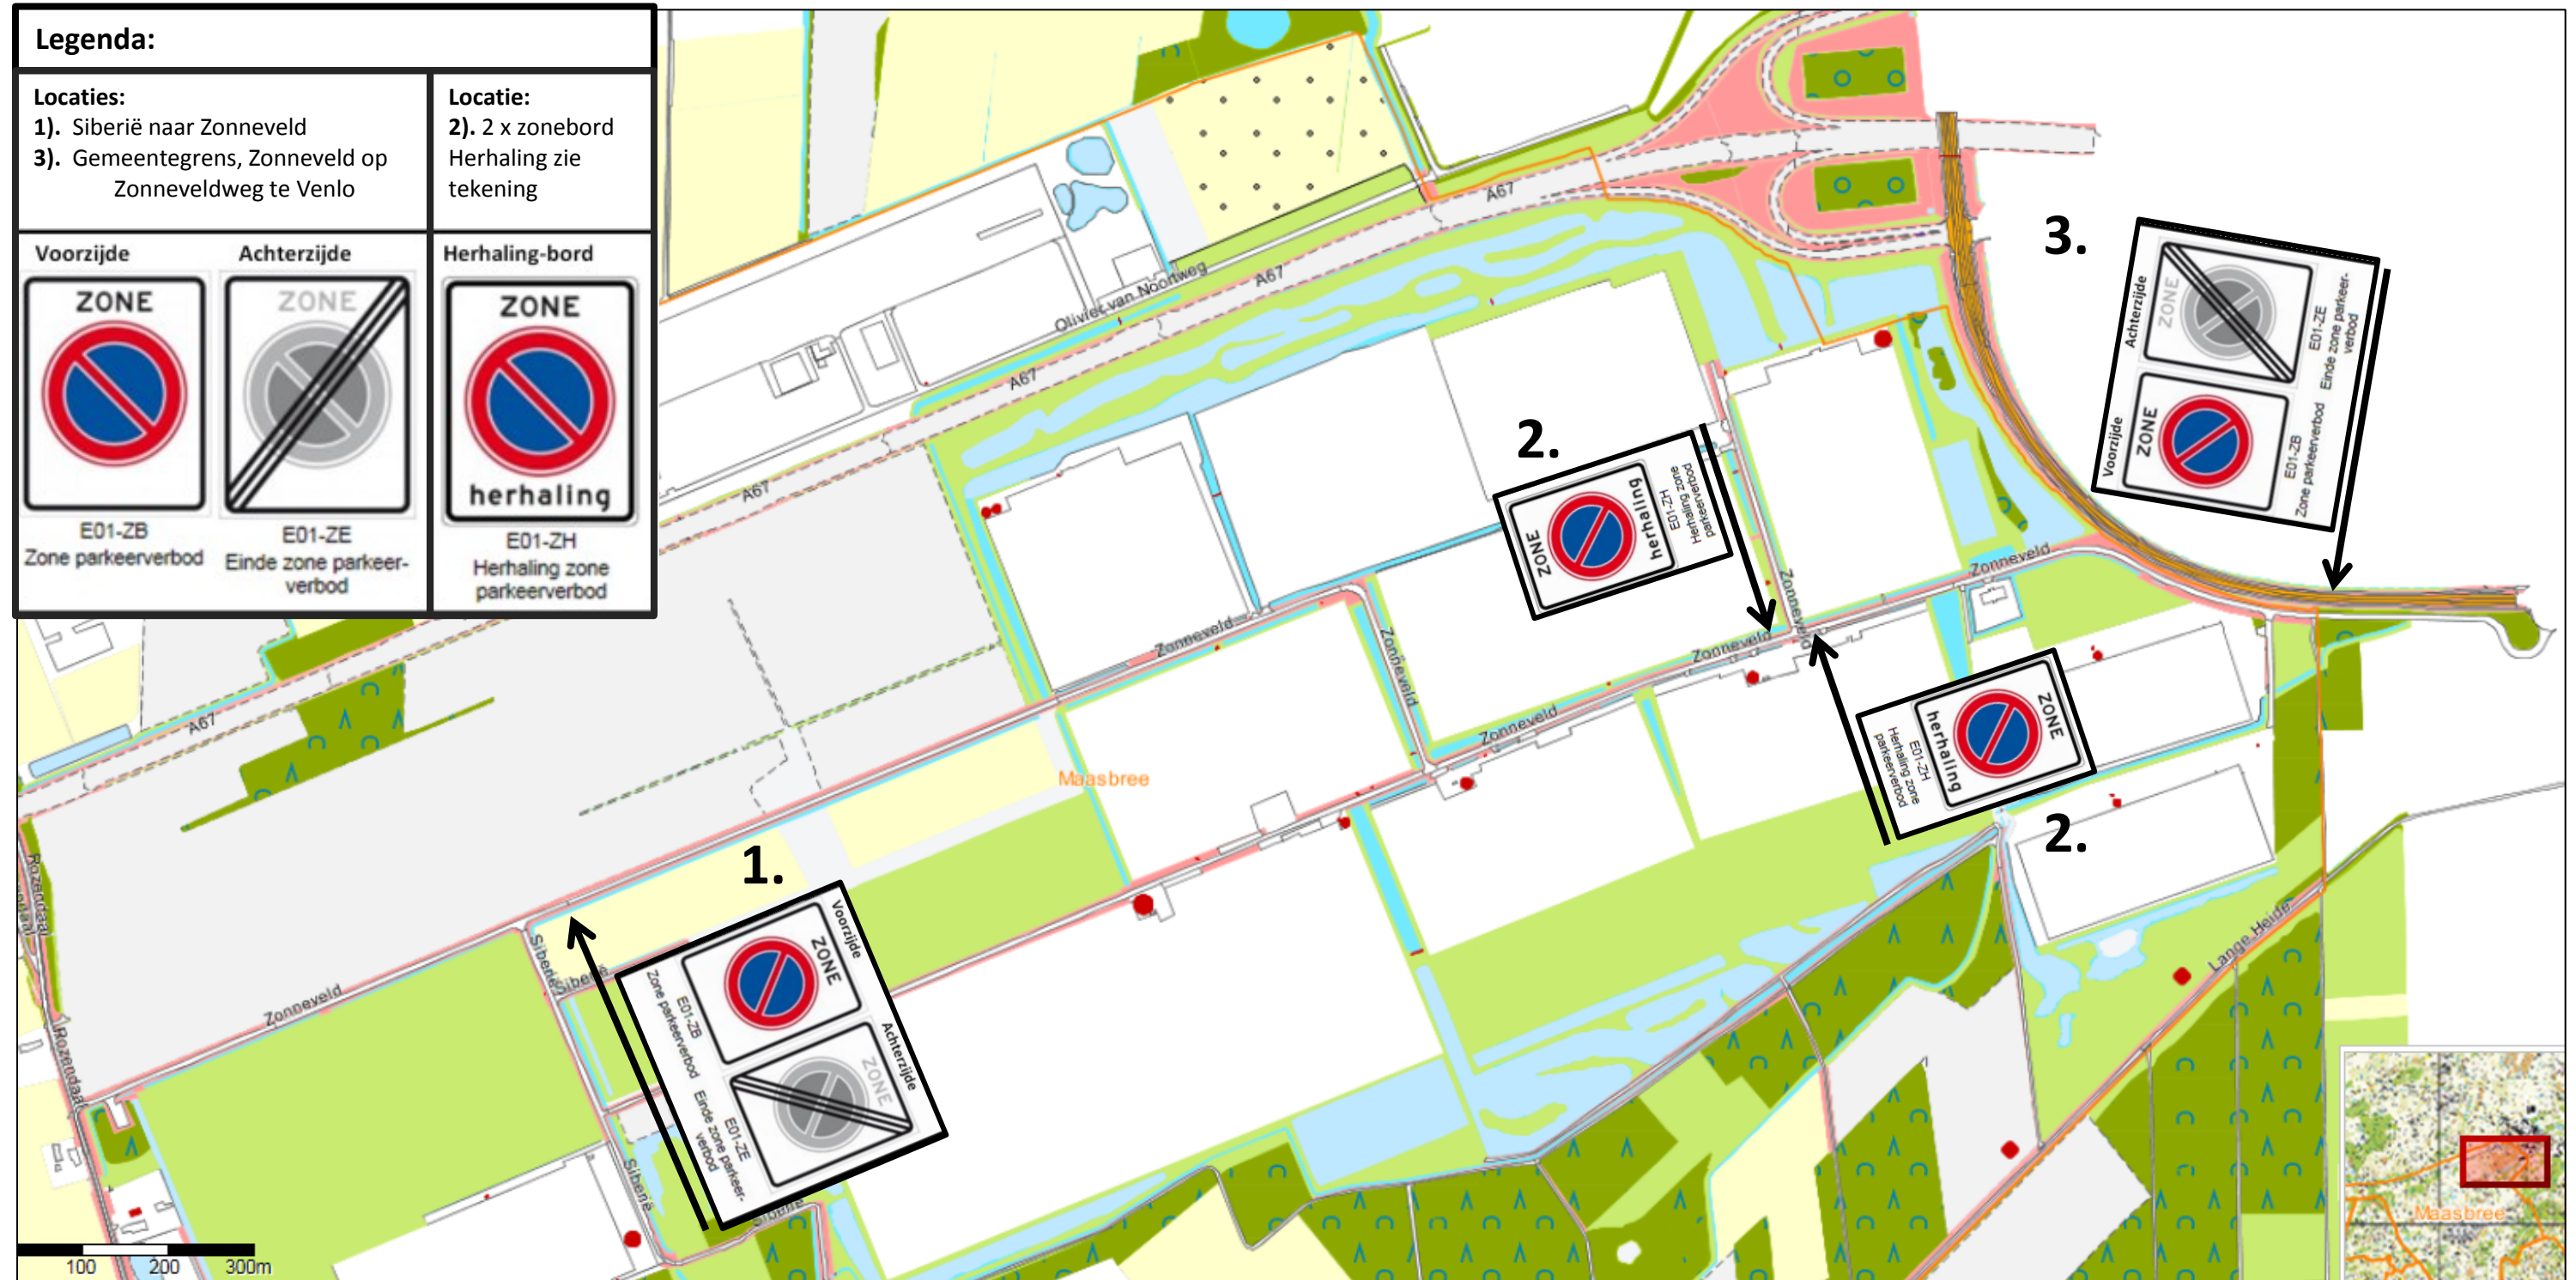 Legenda:
Locaties:
1). Siberië naar Zonneveld
3). Gemeentegrens, Zonneveld op
Zonneveldweg te Venlo
Locatie:
2). 2 x zonebord
Herhaling zie
tekening
Voorzijde
Achterzijde
Herhaling-bord
ZONE
ZONE
ZONE
herhaling
E01-ZB
Zone parkeerverbod
E01-ZE
Einde zone parkeer-
verbod
E01-ZH
Herhaling zone
parkeerverbod
A67
Olivier van Noortweg
A67
A67
A67
A67
3.
Achterzijde
ZONE
E01-ZE
Einde zone parkeer-
verbod
Voorzijde
ZONE
E01-ZB
Zone parkeerverbod
2.
ZONE
herhaling
E01-ZH
Herhaling zone
parkeerverbod
Zonneveld
Zonneveld
Zonneveld
Zonneveld
Zonneveld
Zonneveld
ZONE
herhaling
E01-ZH
Herhaling zone
parkeerverbod
2.
Maasbree
1.
Voorzijde
ZONE
E01-ZB
Zone parkeerverbod
Achterzijde
ZONE
E01-ZE
Einde zone parkeer-
verbod
Rozendaal
Rozendaal
Zonneveld
Siberië
Siberië
Siberië
Siberië
Lange Heide
Maasbree
100
200
300m